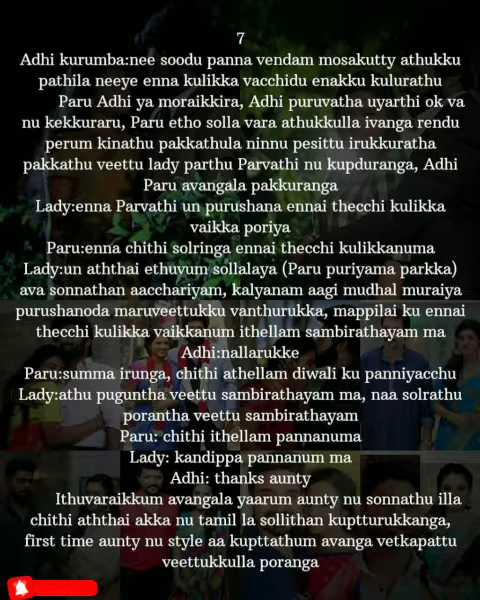 7
Adhi kurumba:nee soodu panna vendam mosakutty athukku
pathila neeye enna kulikka vacchidu enakku kulurathu
Paru Adhi ya moraikkira, Adhi puruvatha uyarthi ok va
nu kekkuraru, Paru etho solla vara athukkulla ivanga rendu
perum kinathu pakkathula ninnu pesittu irukkuratha
pakkathu veettu lady parthu Parvathi nu kupduranga, Adhi
Paru avangala pakkuranga
Lady:enna Parvathi un purushana ennai thecchi kulikka
vaikka poriya
Paru:enna chithi solringa ennai thecchi kulikkanuma
Lady:un aththai ethuvum sollalaya (Paru puriyama parkka)
ava sonnathan aacchariyam, kalyanam aagi mudhal muraiya
purushanoda maruveettukku vanthurukka, mappilai ku ennai
thecchi kulikka vaikkanum ithellam sambirathayam ma
Adhi:nallarukke
Paru:summa irunga, chithi athellam diwali ku panniyacchu
Lady:athu puguntha veettu sambirathayam ma, naa solrathu
porantha veettu sambirathayam
Paru: chithi ithellam pannanuma
Lady: kandippa pannanum ma
Adhi: thanks aunty
Ithuvaraikkum avangala yaarum aunty nu sonnathu illa
chithi aththai akka nu tamil la sollithan kuptturukkanga,
first time aunty nu style aa kupttathum avanga vetkapattu
veettukkulla poranga